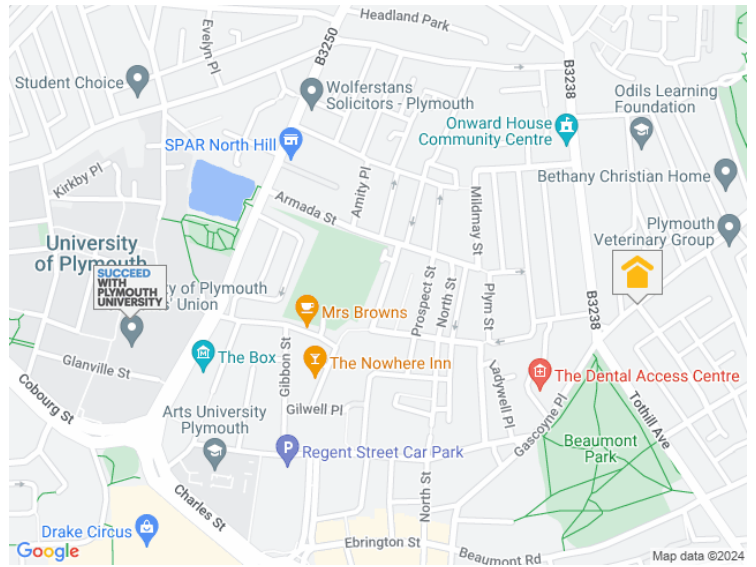 Headland Park
Evelyn Pl
B3250
B3238
Student Choice
Wolferstans
Solicitors - Plymouth
Odils Learning
Foundation
Onward House
Community Centre
SPAR North Hill
Kirkby Pl
Amity Pl
Bethany Christian Home
Armada St
Mildmay St
Plymouth
Veterinary Group
University
of Plymouth
SUCCEED
WITH
PLYMOUTH
UNIVERSITY
ty of Plymouth
' Union
Prospect St
North St
Plym St
B3238
Mrs Browns
The Box
Gibbon St
The Nowhere Inn
Glanville St
Ladywell Pl
The Dental Access Centre
Cobourg St
Gilwell Pl
Gascoyne Pl
Tothill Ave
Arts University
Plymouth
Beaumont
Park
Regent Street Car Park
North St
Charles St
Drake Circus
Ebrington St
Beaumont Rd
Google
Map data ©2024